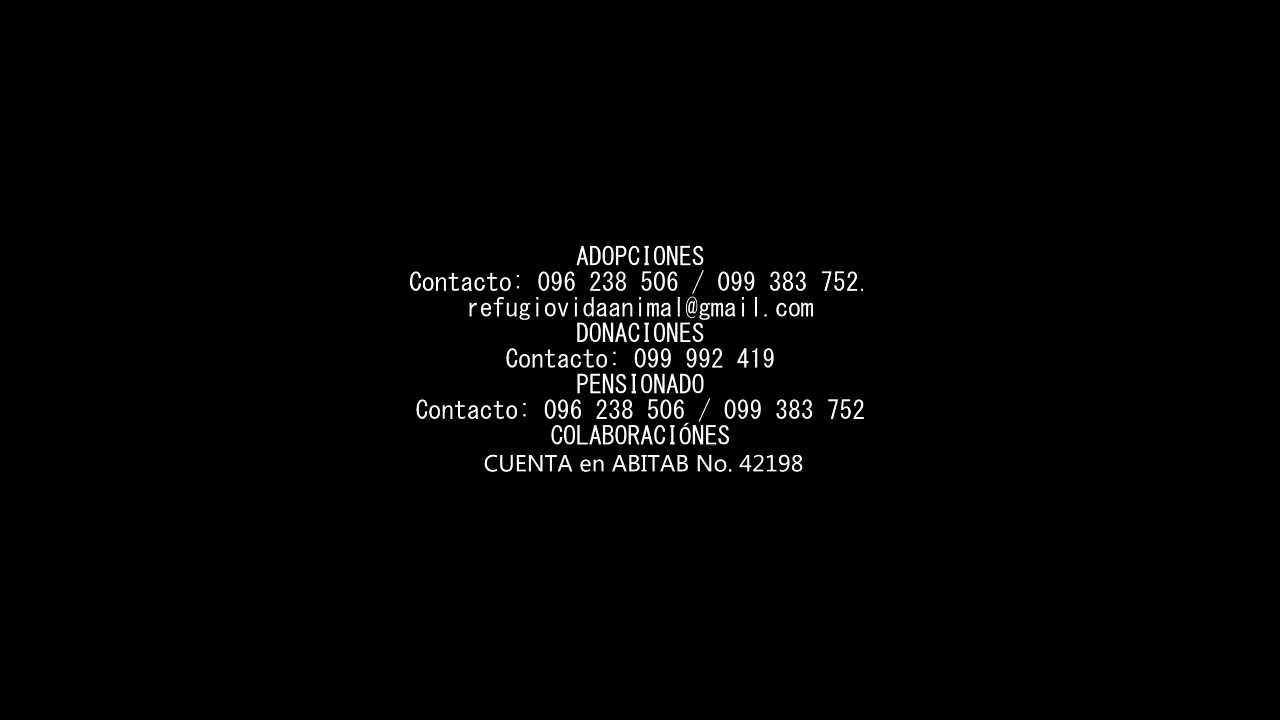 ADOPCIONES
Contacto: 096 238 506 / 099 383 752.
refugiovidaanimal@gmail.com
DONACIONES
Contacto: 099 992 419
PENSIONADO
Contacto: 096 238 506 / 099 383 752
COLABORACIÓNES
CUENTA en ABITAB No. 42198